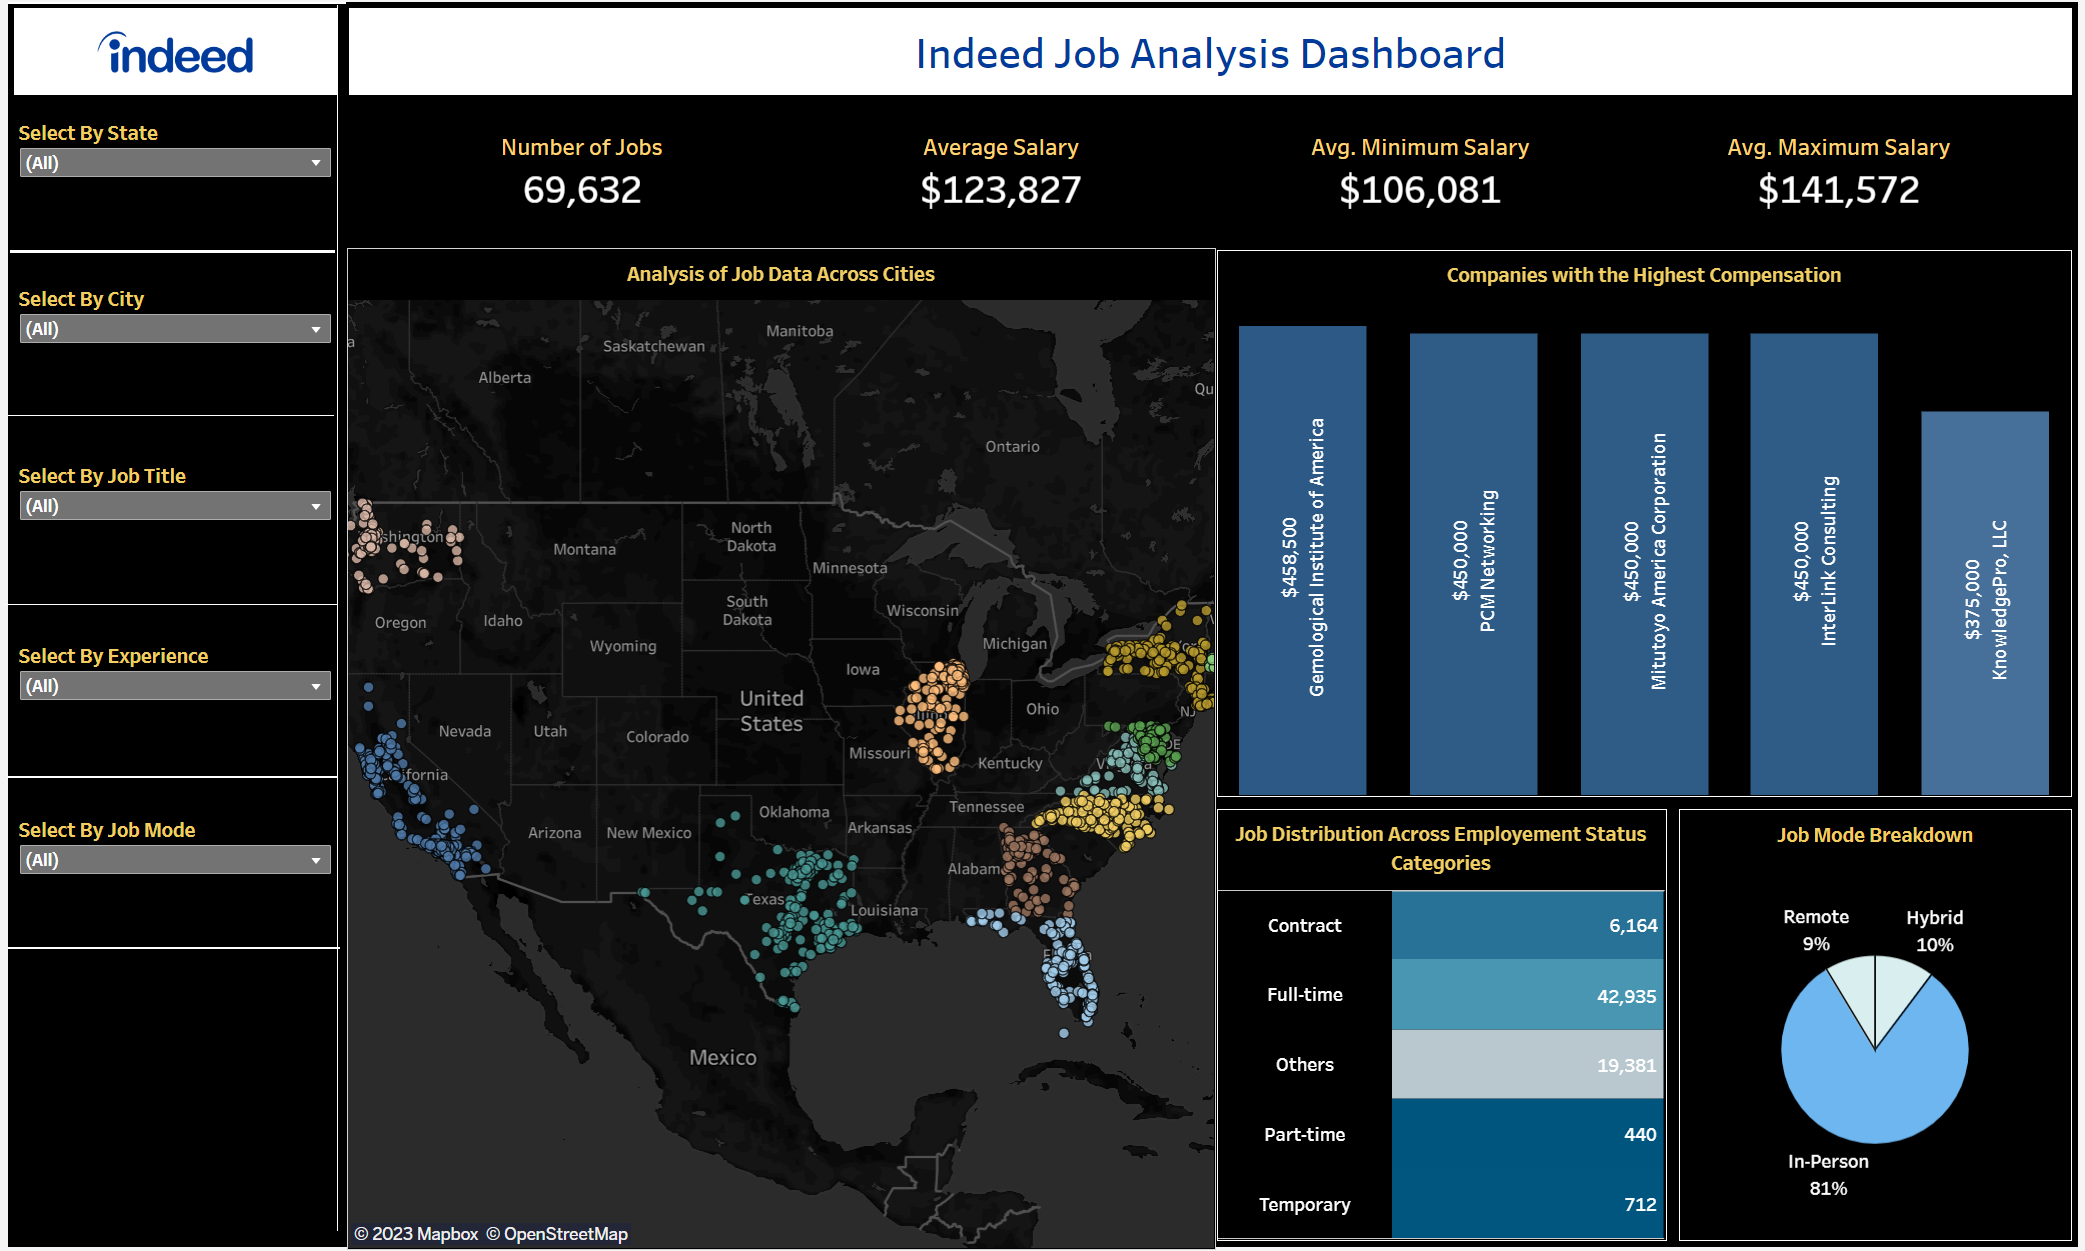 indeed
Indeed Job Analysis Dashboard
Select By State
(All)
Select By City
(All)
Select By Job Title
(All)
Select By Experience
(All)
Select By Job Mode
(All)
Number of Jobs
69,632
Average Salary
$123,827
Avg. Minimum Salary
$106,081
Avg. Maximum Salary
$141,572
Analysis of Job Data Across Cities
Manitoba
Saskatchewan
Alberta
Qu
Ontario
shington
North
Dakota
Montana
Minnesota
South
Dakota
Wisconsin
Oregon
Idaho
Wyoming
Michigan
Iowa
United
States
Ohio
NJ
Nevada
Utah
Colorado
DE
Missouri
Kentucky
ifornia
Tennessee
Oklahoma
Arkansas
Arizona
New Mexico
Alabam
Texas
Louisiana
Mexico
© 2023 Mapbox © OpenStreetMap
Companies with the Highest Compensation
$458,500
Gemological Institute of America
$450,000
PCM Networking
$450,000
Mitutoyo America Corporation
$450,000
InterLink Consulting
$375,000
KnowledgePro, LLC
Job Distribution Across Employement Status
Categories
Contract 6,164
Full-time 42,935
Others 19,381
Part-time 440
Temporary 712
Job Mode Breakdown
Remote
9%
Hybrid
10%
In-Person
81%